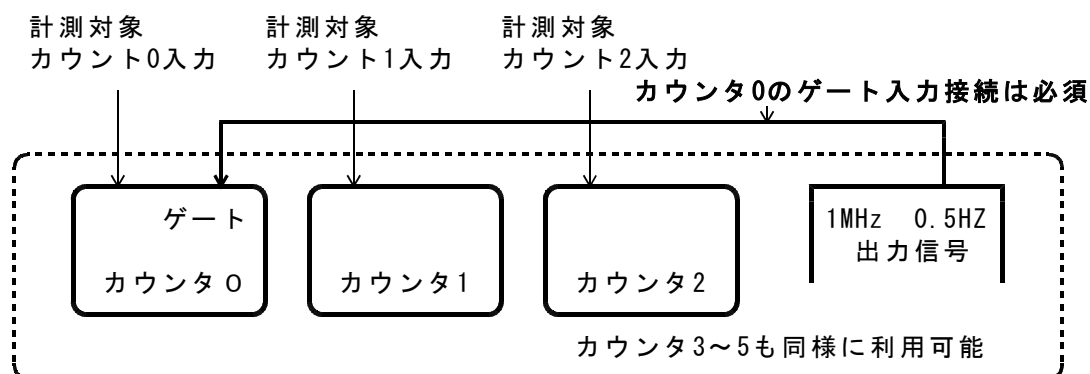 計測対象
カウント0入力
計測対象
カウント1入力
計測対象
カウント2入力
カウンタ0のゲート入力接続は必須
ゲート
カウンタ0
カウンタ1
カウンタ2
1MHz 0.5HZ
出力信号
カウンタ3～5も同様に利用可能